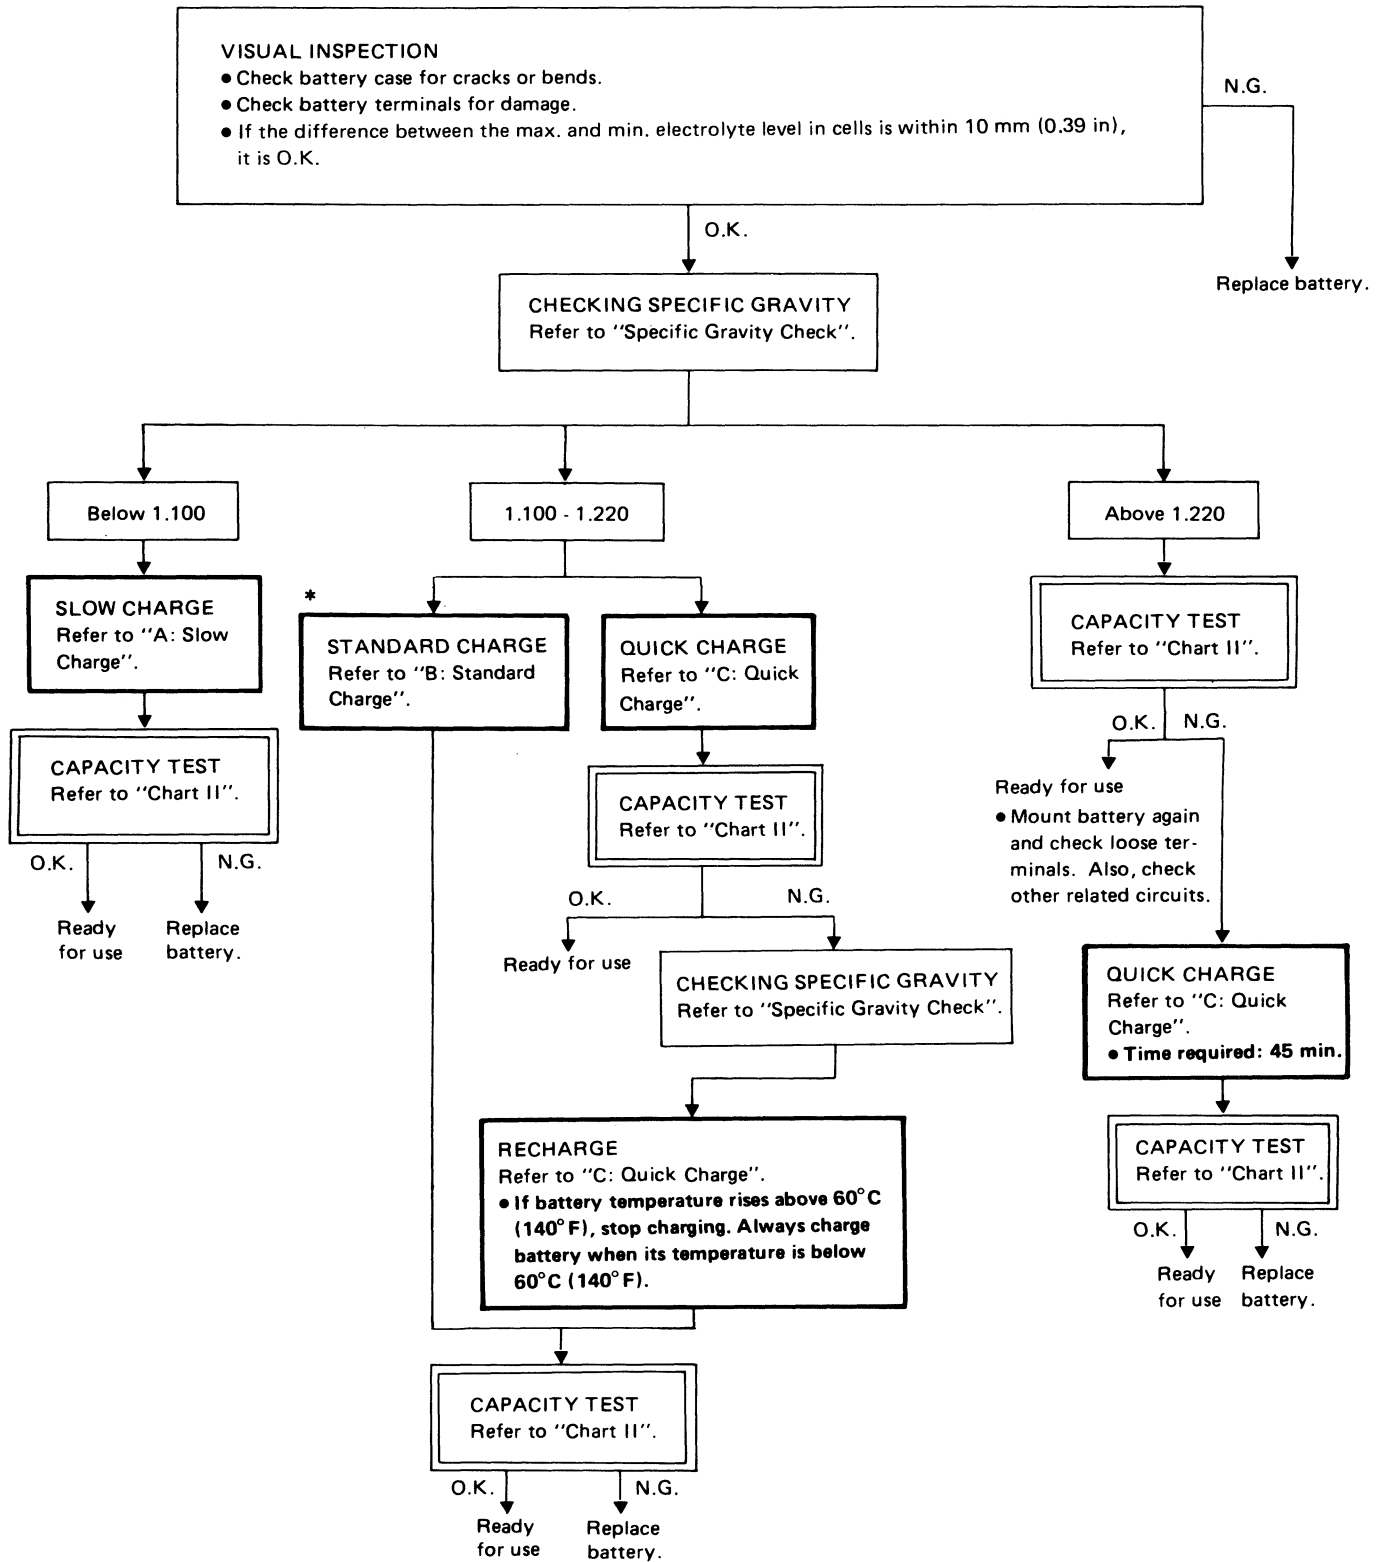 VISUAL INSPECTION
● Check battery case for cracks or bends.
● Check battery terminals for damage.
● If the difference between the max. and min. electrolyte level in cells is within 10 mm (0.39 in),
it is O.K.
N.G.
Replace battery.
O.K.
CHECKING SPECIFIC GRAVITY
Refer to "Specific Gravity Check".
Below 1.100
1.100 - 1.220
Above 1.220
SLOW CHARGE
Refer to "A: Slow
Charge".
CAPACITY TEST
Refer to "Chart II".
O.K.
N.G.
Ready
for use
Replace
battery.
*
STANDARD CHARGE
Refer to "B: Standard
Charge".
QUICK CHARGE
Refer to "C: Quick
Charge".
CAPACITY TEST
Refer to "Chart II".
O.K.
N.G.
Ready for use
CHECKING SPECIFIC GRAVITY
Refer to "Specific Gravity Check".
RECHARGE
Refer to "C: Quick Charge".
● If battery temperature rises above 60°C
(140°F), stop charging. Always charge
battery when its temperature is below
60°C (140°F).
CAPACITY TEST
Refer to "Chart II".
O.K.
N.G.
Ready
for use
Replace
battery.
CAPACITY TEST
Refer to "Chart II".
O.K.
N.G.
Ready for use
● Mount battery again
and check loose ter-
minals. Also, check
other related circuits.
QUICK CHARGE
Refer to "C: Quick
Charge".
● Time required: 45 min.
CAPACITY TEST
Refer to "Chart II".
O.K.
N.G.
Ready
for use
Replace
battery.